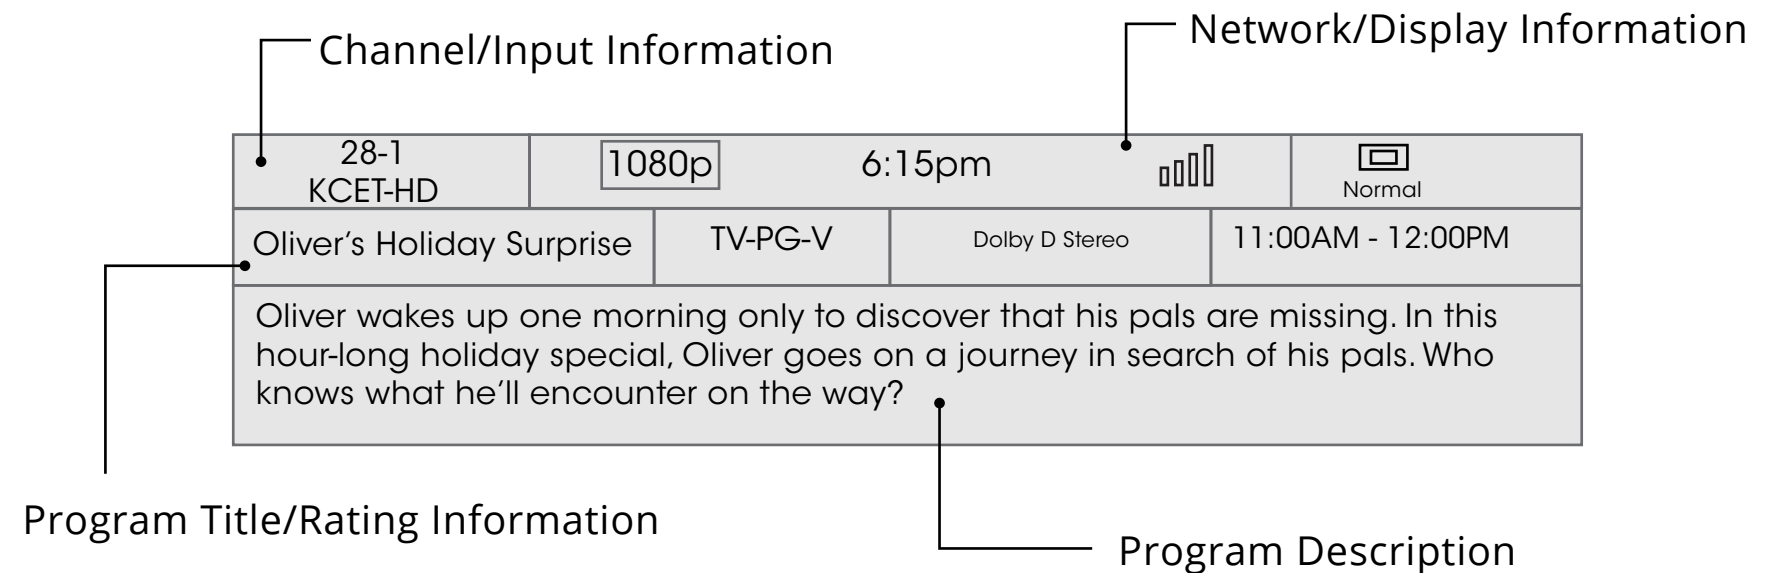 Network/Display Information
Channel/Input Information
28-1
KCET-HD
1080p
6:15pm
Normal
Oliver’s Holiday Surprise
TV-PG-V
Dolby D Stereo
11:00AM - 12:00PM
Oliver wakes up one morning only to discover that his pals are missing. In this
hour-long holiday special, Oliver goes on a journey in search of his pals. Who
knows what he’ll encounter on the way?
Program Title/Rating Information
Program Description